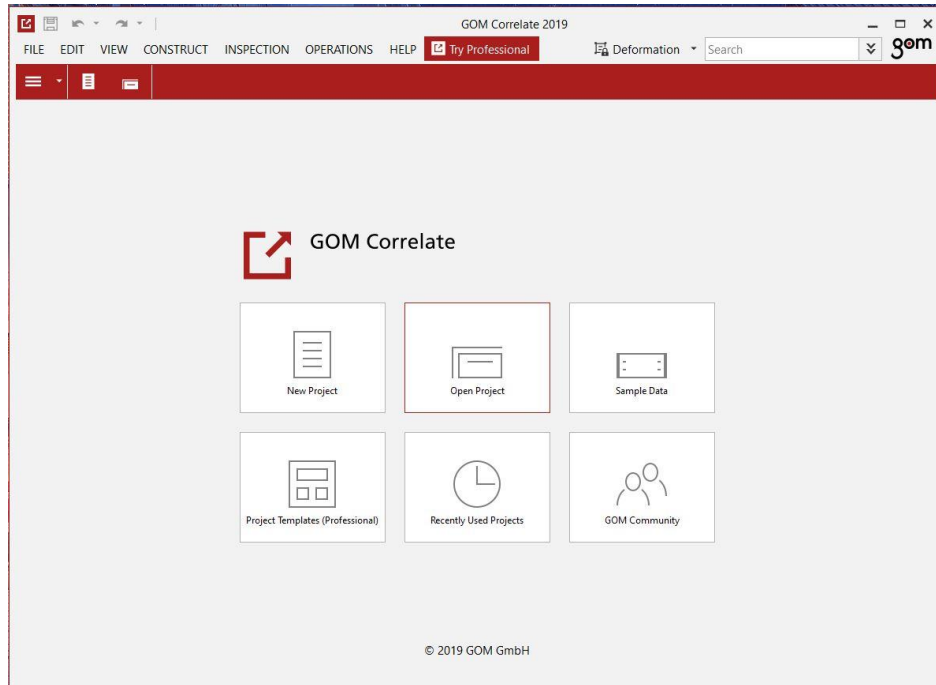 GOM Correlate 2019
FILE EDIT VIEW CONSTRUCT INSPECTION OPERATIONS HELP Try Professional Deformation Search gom
GOM Correlate
New Project Open Project Sample Data
Project Templates (Professional) Recently Used Projects GOM Community
© 2019 GOM GmbH